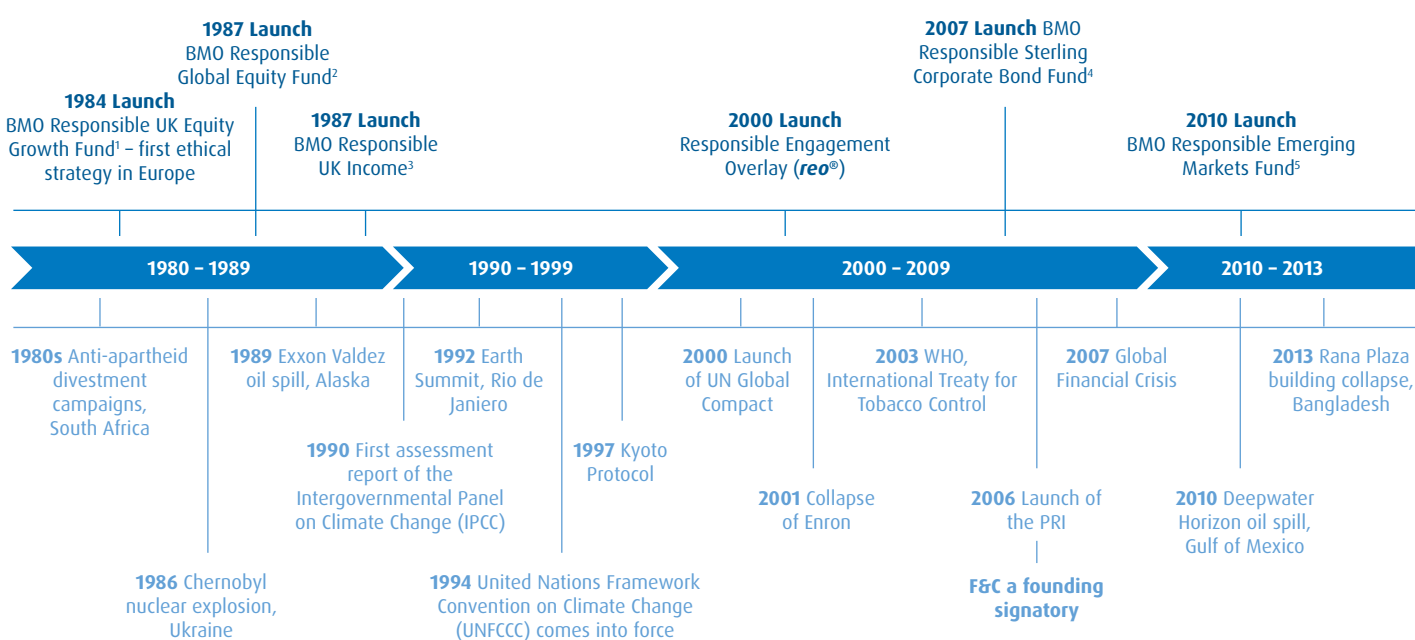 1984 Launch
BMO Responsible UK Equity
Growth Fund¹ – first ethical
strategy in Europe
1987 Launch
BMO Responsible
Global Equity Fund²
1987 Launch
BMO Responsible
UK Income³
2000 Launch
Responsible Engagement
Overlay (reo®)
2007 Launch BMO
Responsible Sterling
Corporate Bond Fund⁴
2010 Launch
BMO Responsible Emerging
Markets Fund⁵
1980 – 1989
1990 – 1999
2000 – 2009
2010 – 2013
1980s Anti-apartheid
divestment
campaigns,
South Africa
1986 Chernobyl
nuclear explosion,
Ukraine
1989 Exxon Valdez
oil spill, Alaska
1990 First assessment
report of the
Intergovernmental Panel
on Climate Change (IPCC)
1992 Earth
Summit, Rio de
Janiero
1994 United Nations Framework
Convention on Climate Change
(UNFCCC) comes into force
1997 Kyoto
Protocol
2000 Launch
of UN Global
Compact
2001 Collapse
of Enron
2003 WHO,
International Treaty for
Tobacco Control
2006 Launch of
the PRI
F&C a founding
signatory
2007 Global
Financial Crisis
2010 Deepwater
Horizon oil spill,
Gulf of Mexico
2013 Rana Plaza
building collapse,
Bangladesh